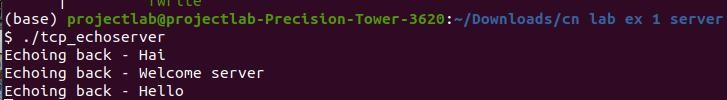 (base) projectlab@projectlab-Precision-Tower-3620:~/Downloads/cn lab ex 1 server
$ ./tcp_echoserver
Echoing back - Hai
Echoing back - Welcome server
Echoing back - Hello